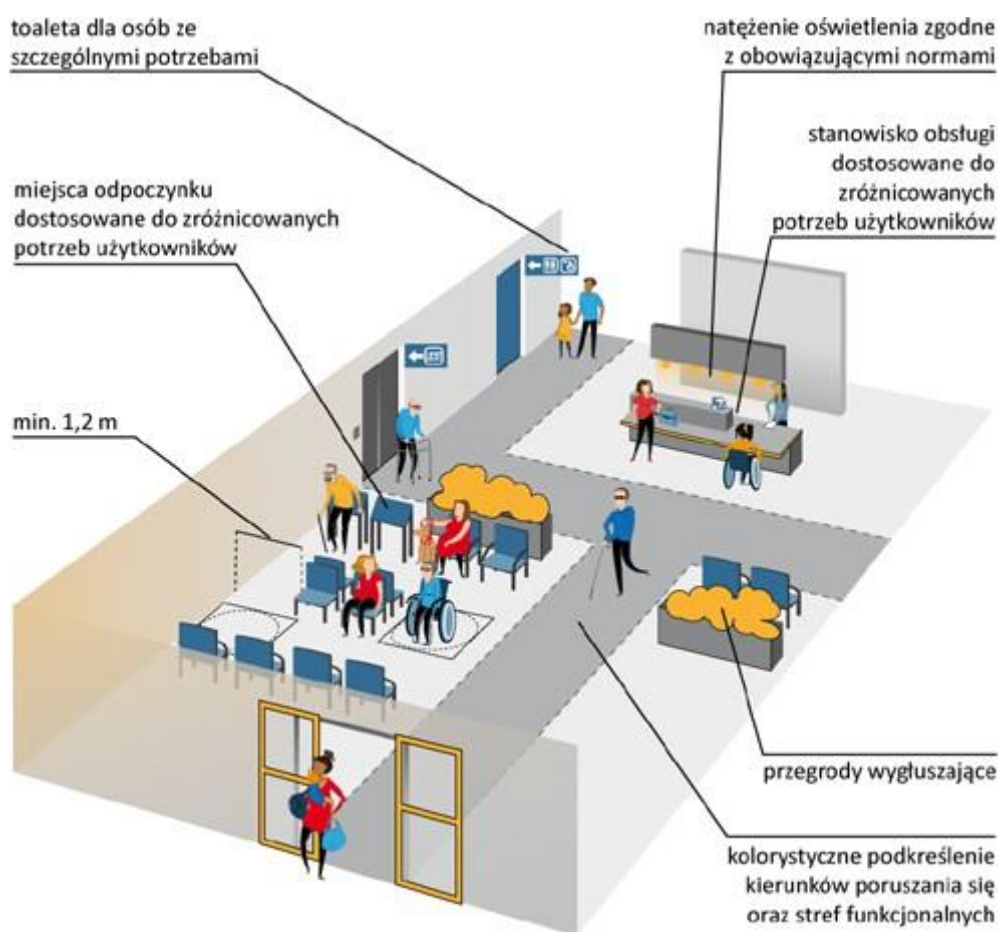 toaleta dla osób ze
szczególnymi potrzebami
natężenie oświetlenia zgodne
z obowiązującymi normami
stanowisko obsługi
dostosowane do
zróżnicowanych
potrzeb użytkowników
miejsca odpoczynku
dostosowane do zróżnicowanych
potrzeb użytkowników
min. 1,2 m
przegrody wygłuszające
kolorystyczne podkreślenie
kierunków poruszania się
oraz stref funkcjonalnych